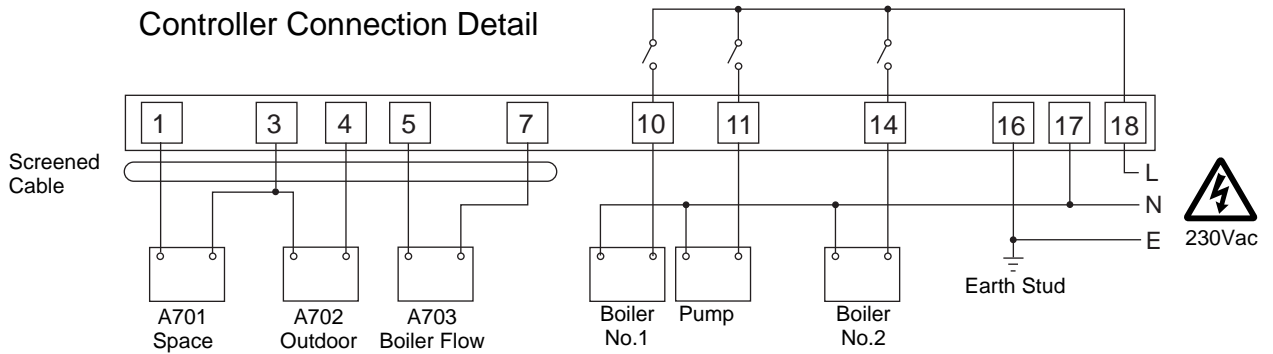 Controller Connection Detail
1 3 4 5 7 10 11 14 16 17 18
Screened
Cable
L
N
E
230Vac
Earth Stud
A701
Space
A702
Outdoor
A703
Boiler Flow
Boiler
No.1
Pump
Boiler
No.2